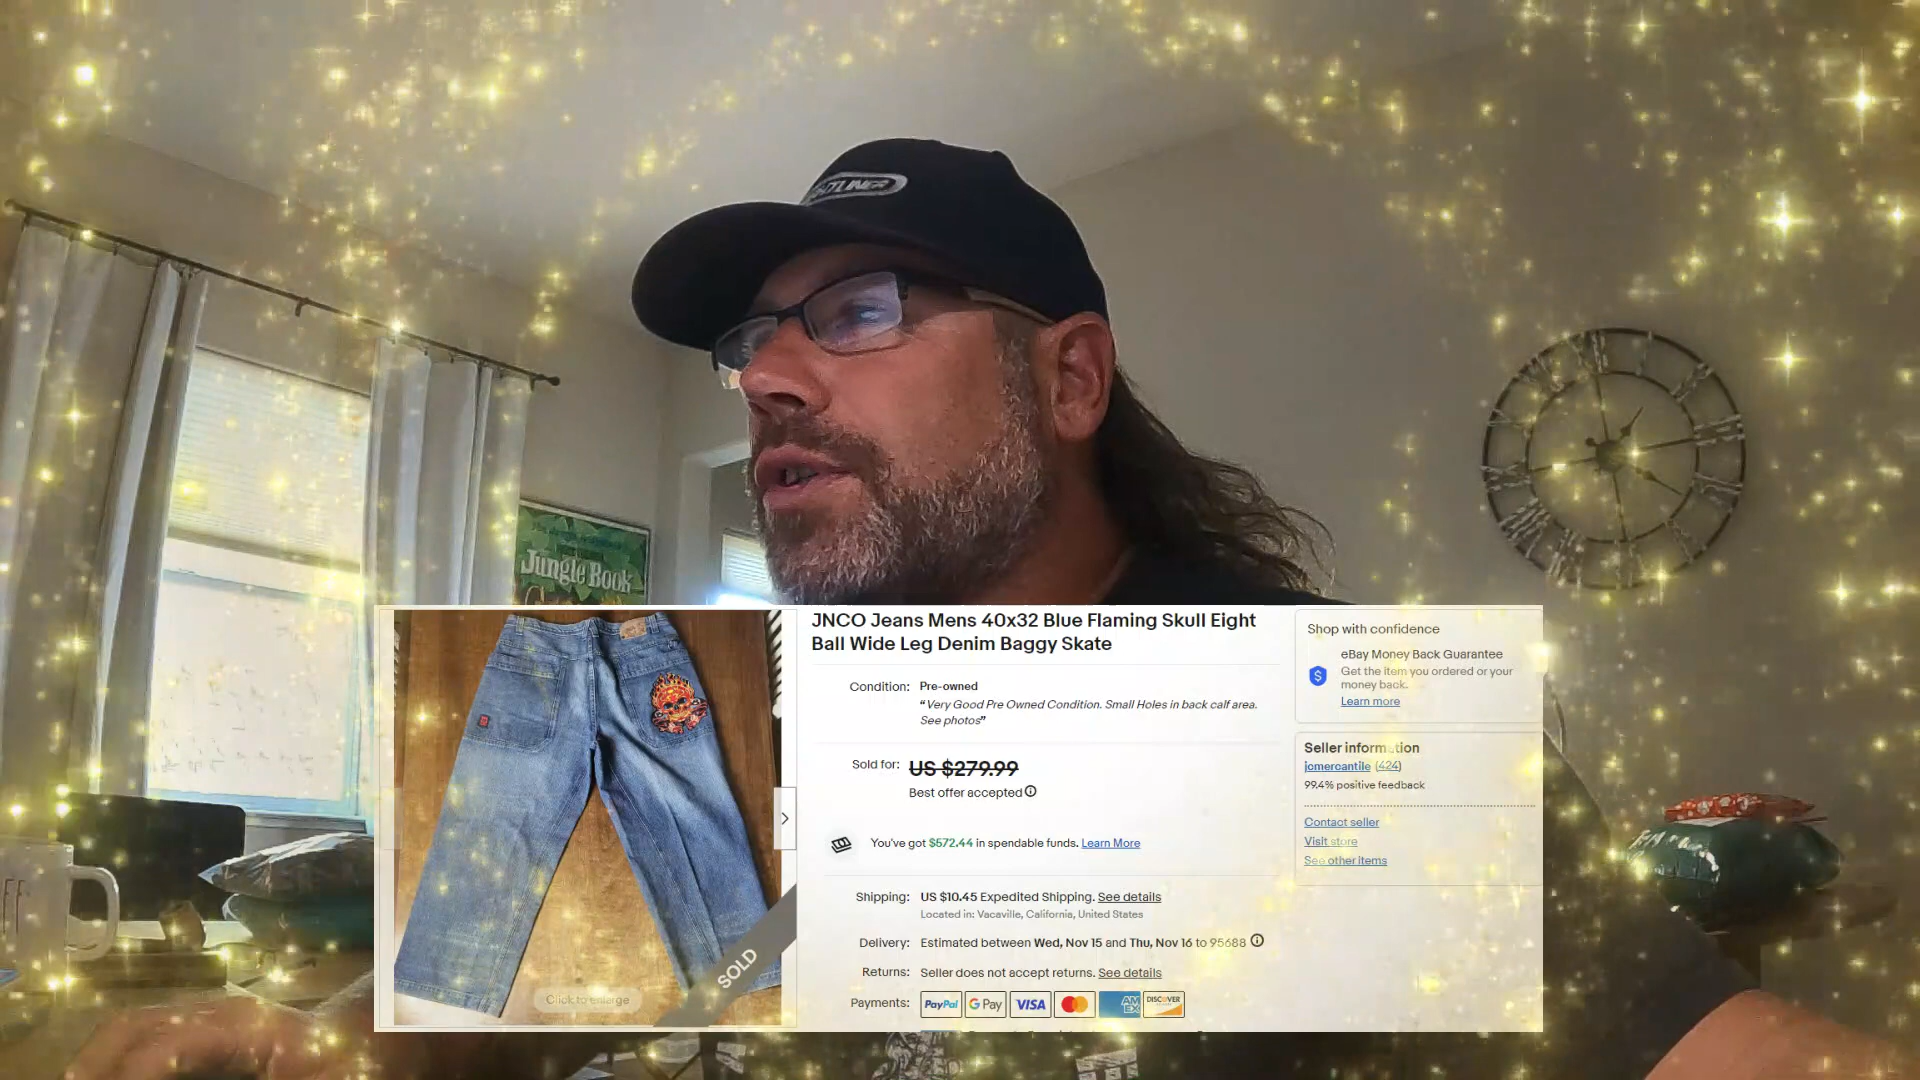 Jungle Book
JNCO Jeans Mens 40x32 Blue Flaming Skull Eight
Ball Wide Leg Denim Baggy Skate
Condition: Pre-owned
“Very Good Pre Owned Condition. Small Holes in back calf area.
See photos”
Sold for: US $279.99
Best offer accepted
You've got $572.44 in spendable funds. Learn More
Shipping: US $10.45 Expedited Shipping. See details
Located in: Vacaville, California, United States
Delivery: Estimated between Wed, Nov 15 and Thu, Nov 16 to 95688
Returns: Seller does not accept returns. See details
Payments: PayPal G Pay VISA AM EX DISCOVER
SOLD
Click to enlarge
Shop with confidence
eBay Money Back Guarantee
Get the item you ordered or your
money back.
Learn more
Seller information
jcmercantile (424)
99.4% positive feedback
Contact seller
Visit store
See other items